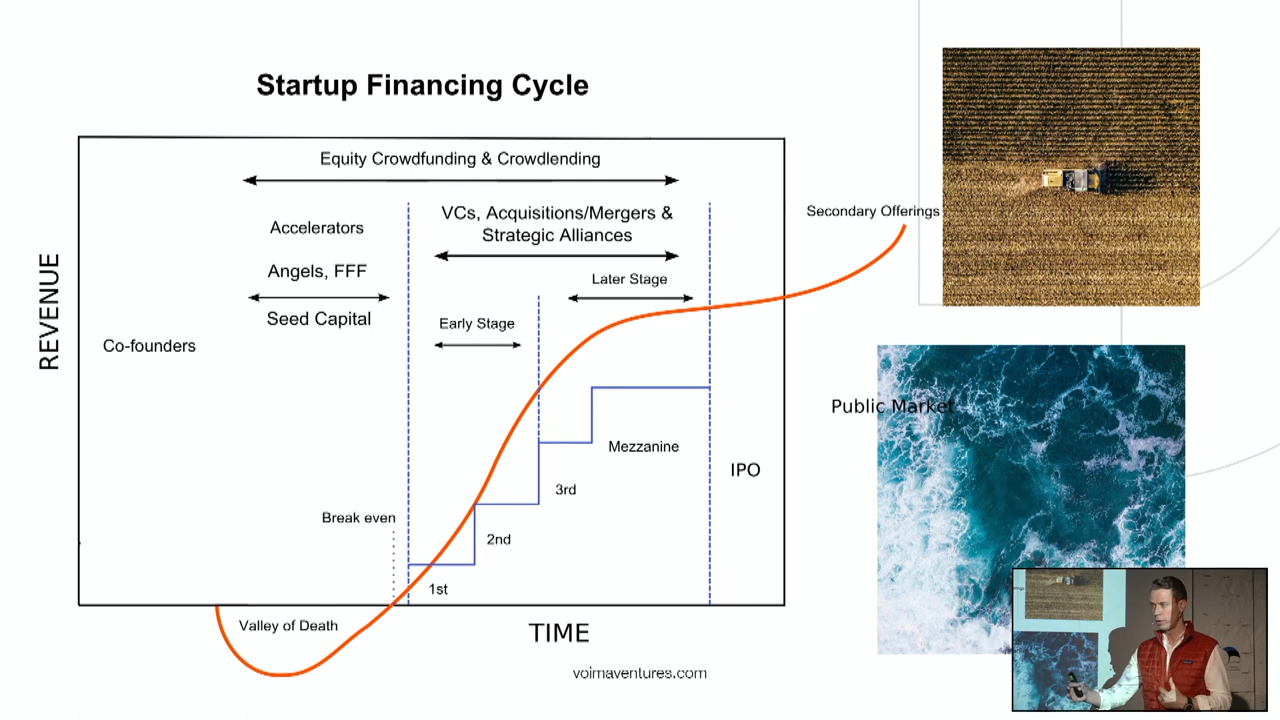 Startup Financing Cycle
Equity Crowdfunding & Crowdlending
VCs, Acquisitions/Mergers &
Strategic Alliances
Accelerators
Angels, FFF
Seed Capital
Later Stage
Early Stage
Secondary Offerings
Co-founders
REVENUE
Public Market
Mezzanine
IPO
3rd
Break even
2nd
1st
Valley of Death
TIME
voimaventures.com